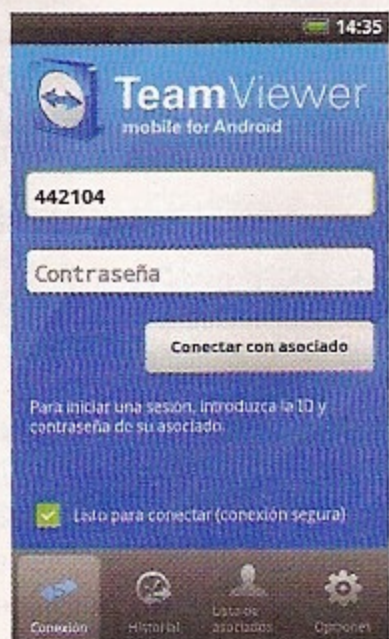 14:35
TeamViewer
mobile for Android
442104
Contraseña
Conectar con asociado
Para iniciar una sesión, introduzca la ID y
contraseña de su asociado.
Listo para conectar (conexión segura)
Conexión
Historial
Lista de
asociados
Opciones